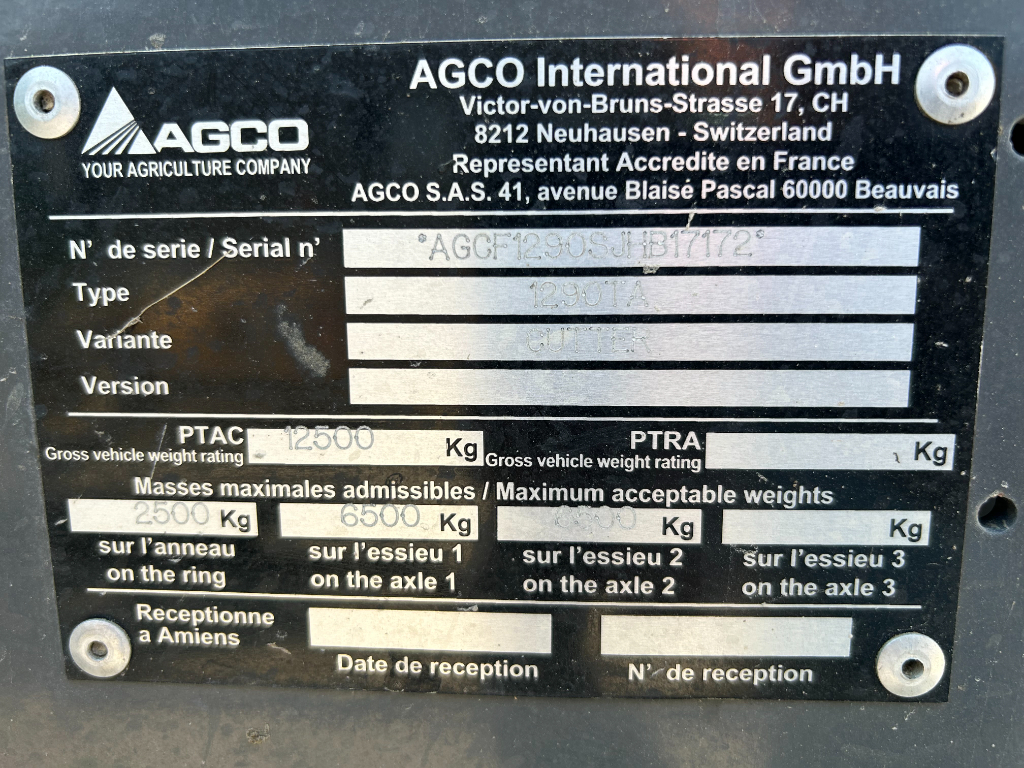 AGCO
YOUR AGRICULTURE COMPANY
AGCO International GmbH
Victor-von-Bruns-Strasse 17, CH
8212 Neuhausen - Switzerland
Representant Accredite en France
AGCO S.A.S. 41, avenue Blaisé Pascal 60000 Beauvais
N' de serie / Serial n' *AGCF1290SJHB17172*
Type 1290TA
Variante CUTTER
Version
PTAC 12500 Kg PTRA Kg
Gross vehicle weight rating Gross vehicle weight rating
Masses maximales admissibles / Maximum acceptable weights
2500 Kg 6500 Kg Kg Kg
sur l'anneau sur l'essieu 1 sur l'essieu 2 sur l'essieu 3
on the ring on the axle 1 on the axle 2 on the axle 3
Receptionne
a Amiens
Date de reception N' de reception